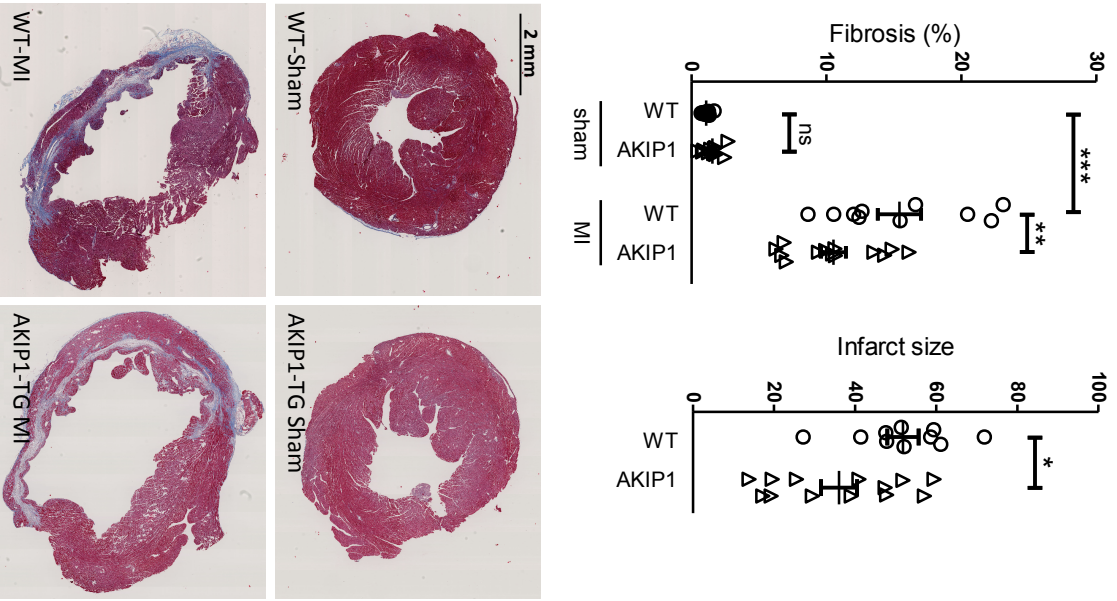 2 mm
WT-Sham
AKIP1-TG Sham
WT-MI
AKIP1-TG MI
Fibrosis (%)
0
10
20
30
ns
***
**
WT
AKIP1
WT
AKIP1
sham
MI
Infarct size
0
20
40
60
80
100
*
WT
AKIP1